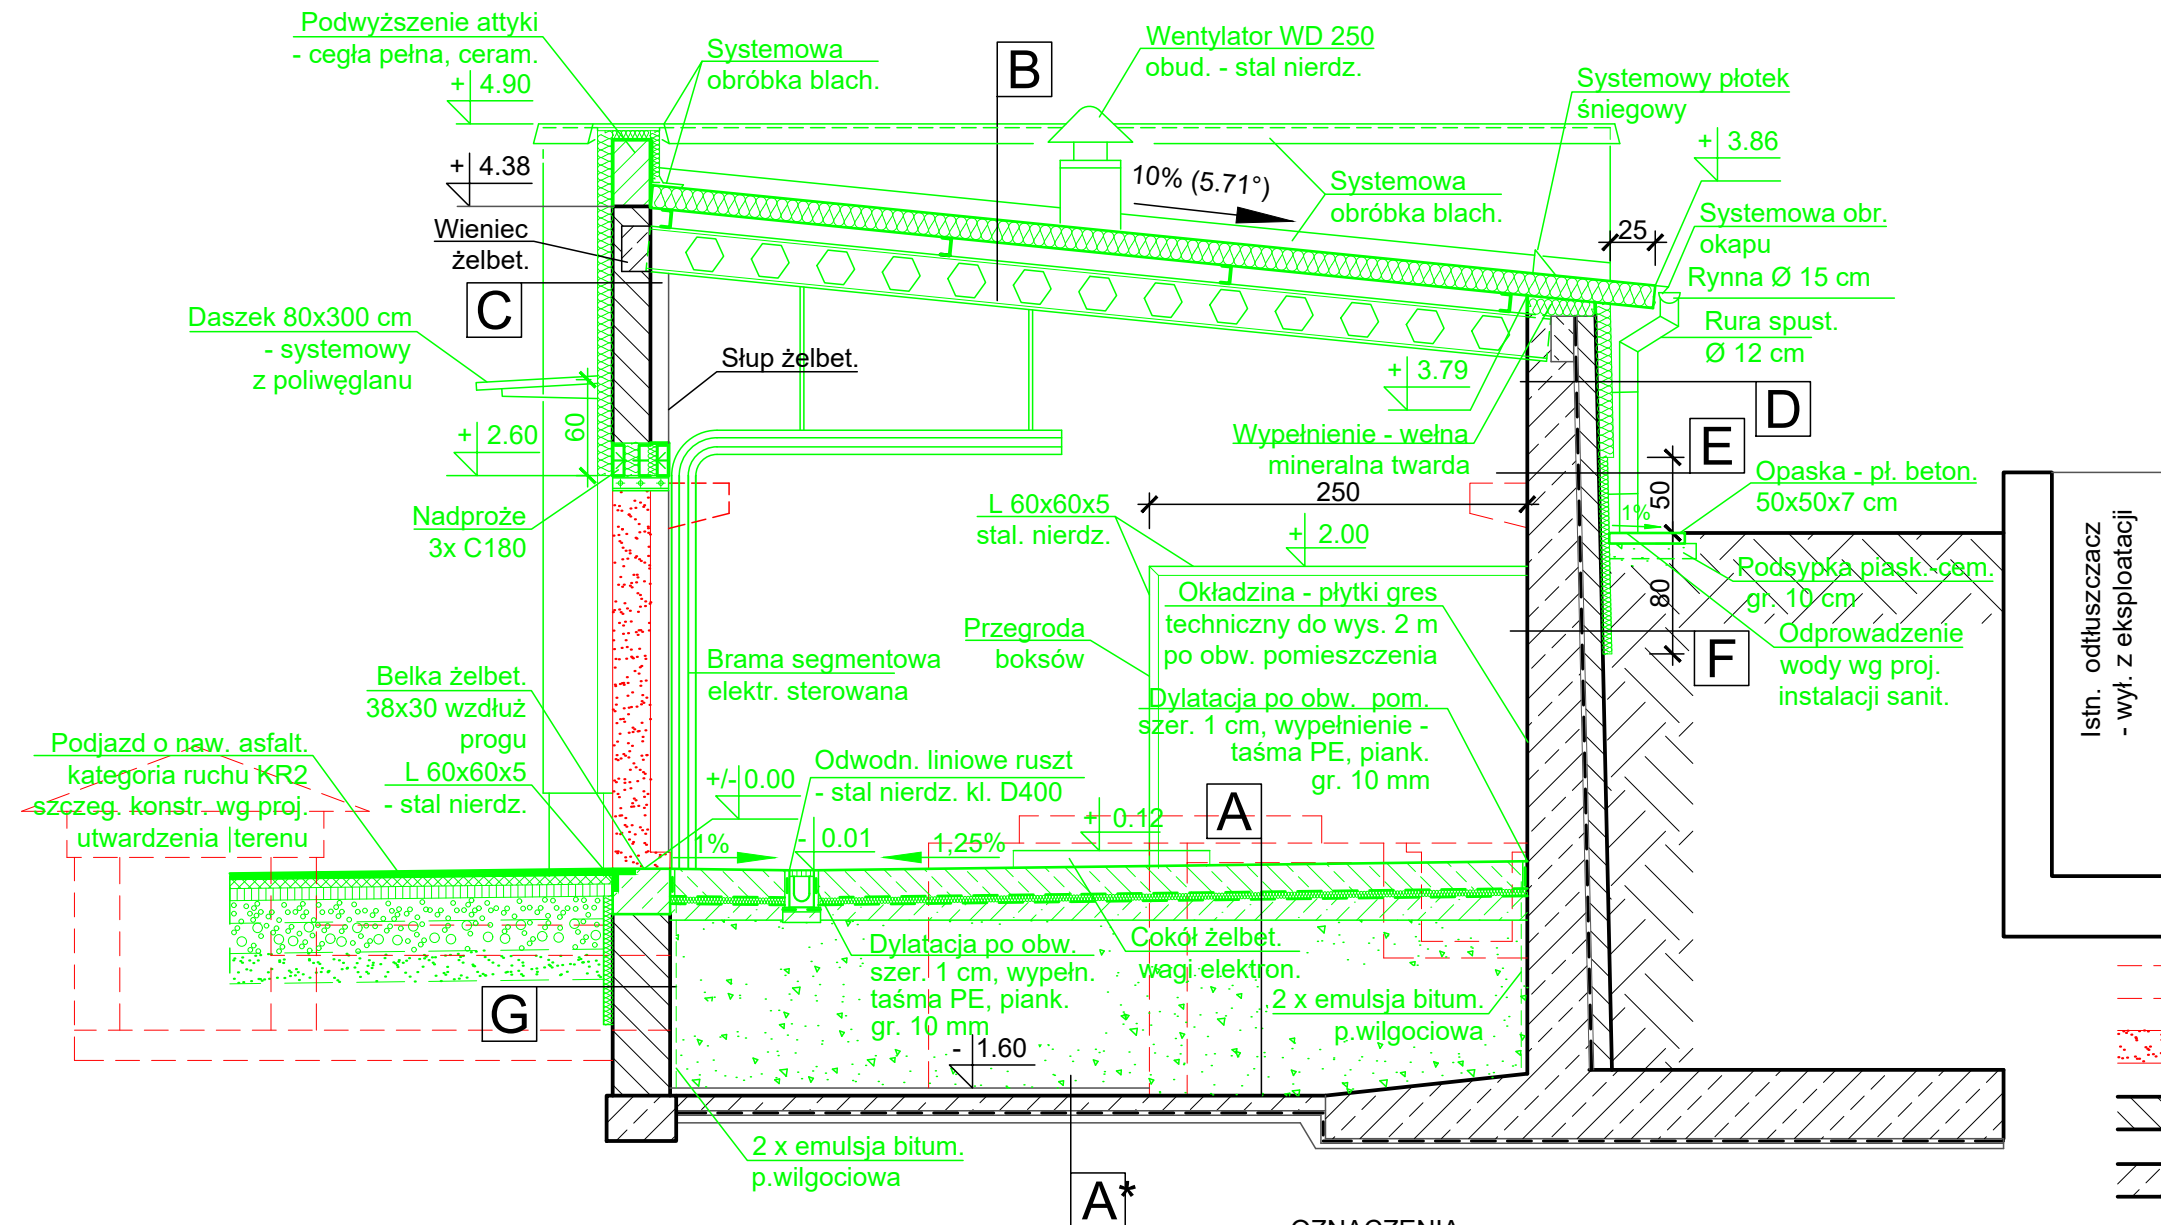 Podwyższenie attyki
- cegła pełna, ceram.
+ 4.90
Systemowa
obróbka blach.
B
Wentylator WD 250
obud. - stal nierdz.
Systemowy płotek
śniegowy
+ 3.86
+ 4.38
10% (5.71°)
Systemowa
obróbka blach.
Systemowa obr.
okapu
25
Rynna Ø 15 cm
Wieniec
żelbet.
C
Daszek 80x300 cm
- systemowy
z poliwęglanu
Rura spust.
Ø 12 cm
Słup żelbet.
+ 3.79
D
60
+ 2.60
Wypełnienie - wełna
mineralna twarda
E
Opaska - pł. beton.
50x50x7 cm
50
1%
250
Nadproże
3x C180
L 60x60x5
stal. nierdz.
+ 2.00
Istn. odtłuszczacz
- wył. z eksploatacji
Podsypka piask.-cem.
gr. 10 cm
80
Okładzina - płytki gres
techniczny do wys. 2 m
po obw. pomieszczenia
Przegroda
boksów
Odprowadzenie
wody wg proj.
instalacji sanit.
F
Brama segmentowa
elektr. sterowana
Belka żelbet.
38x30 wzdłuż
progu
L 60x60x5
- stal nierdz.
Dylatacja po obw. pom.
szer. 1 cm, wypełnienie -
taśma PE, piank.
gr. 10 mm
Podjazd o naw. asfalt.
kategoria ruchu KR2
szczeg. konstr. wg proj.
utwardzenia terenu
+/- 0.00
Odwodn. liniowe ruszt
- stal nierdz. kl. D400
A
+ 0.12
1%
- 0.01
1,25%
Dylatacja po obw.
szer. 1 cm, wypełn.
taśma PE, piank.
gr. 10 mm
Cokół żelbet.
wagi elektron.
G
2 x emulsja bitum.
p.wilgociowa
- 1.60
2 x emulsja bitum.
p.wilgociowa
A*
OZNACZENIA